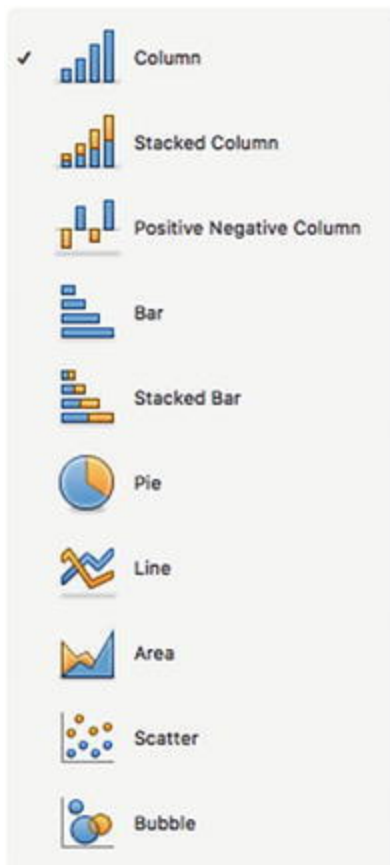 Column
Stacked Column
Positive Negative Column
Bar
Stacked Bar
Pie
Line
Area
Scatter
Bubble